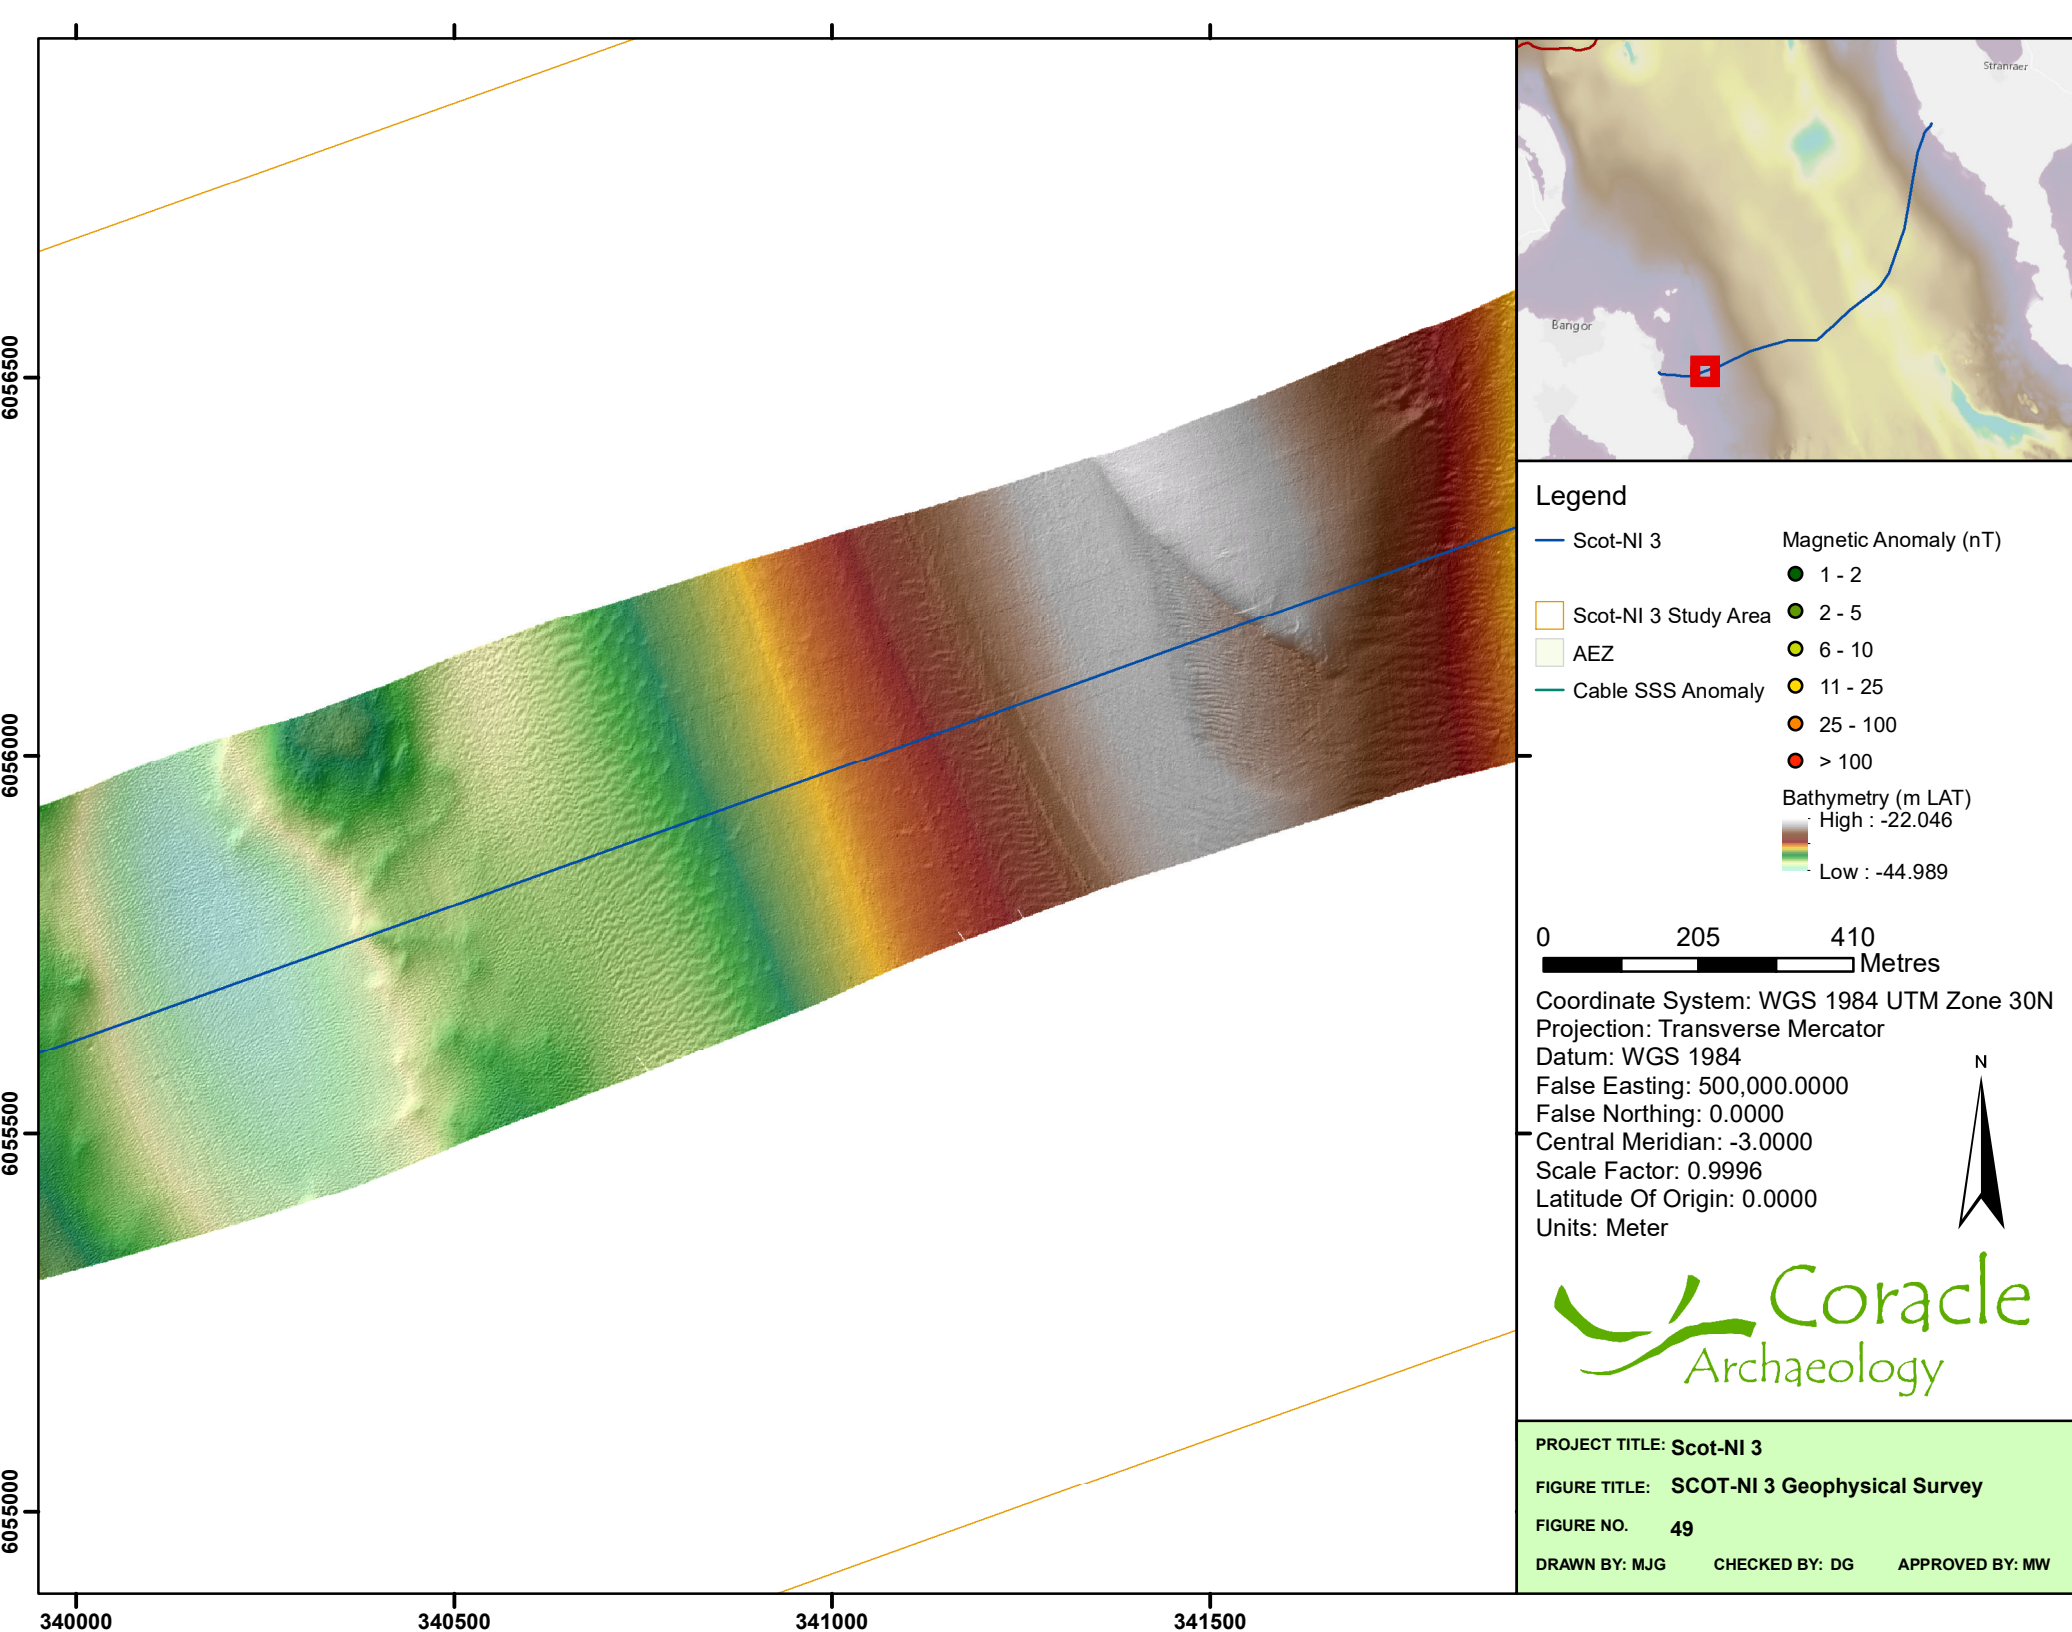 Stranraer
Bangor
6056500
6056000
6055500
6055000
340000
340500
341000
341500
Legend
Scot-NI 3
Scot-NI 3 Study Area
AEZ
Cable SSS Anomaly
Magnetic Anomaly (nT)
1 - 2
2 - 5
6 - 10
11 - 25
25 - 100
> 100
Bathymetry (m LAT)
High : -22.046
Low : -44.989
0 205 410
Metres
Coordinate System: WGS 1984 UTM Zone 30N
Projection: Transverse Mercator
Datum: WGS 1984
False Easting: 500,000.0000
False Northing: 0.0000
Central Meridian: -3.0000
Scale Factor: 0.9996
Latitude Of Origin: 0.0000
Units: Meter
N
Coracle
Archaeology
PROJECT TITLE: Scot-NI 3
FIGURE TITLE: SCOT-NI 3 Geophysical Survey
FIGURE NO. 49
DRAWN BY: MJG CHECKED BY: DG APPROVED BY: MW